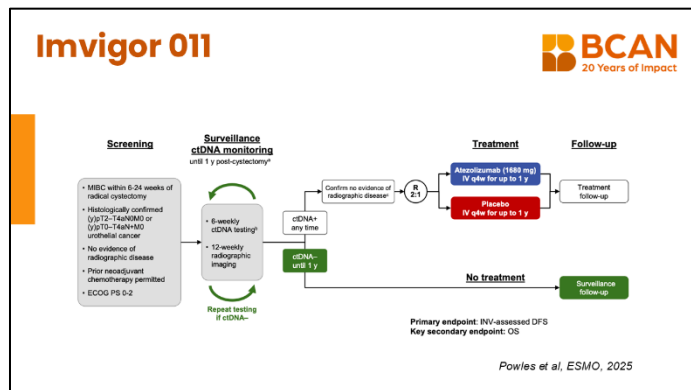 Imvigor 011
BCAN
20 Years of Impact
Screening
• MIBC within 6-24 weeks of
radical cystectomy
• Histologically confirmed
(y)pT2–T4aN0M0 or
(y)pT0–T4aN+M0
urothelial cancer
• No evidence of
radiographic disease
• Prior neoadjuvant
chemotherapy permitted
• ECOG PS 0-2
Surveillance
ctDNA monitoring
until 1 y post-cystectomyᵃ
• 6-weekly
ctDNA testingᵇ
• 12-weekly
radiographic
imaging
Repeat testing
if ctDNA–
ctDNA+
any time
ctDNA–
until 1 y
Confirm no evidence of
radiographic diseaseᶜ
R
2:1
Treatment
Atezolizumab (1680 mg)
IV q4w for up to 1 y
Placebo
IV q4w for up to 1 y
Follow-up
Treatment
follow-up
No treatment
Surveillance
follow-up
Primary endpoint: INV-assessed DFS
Key secondary endpoint: OS
Powles et al, ESMO, 2025